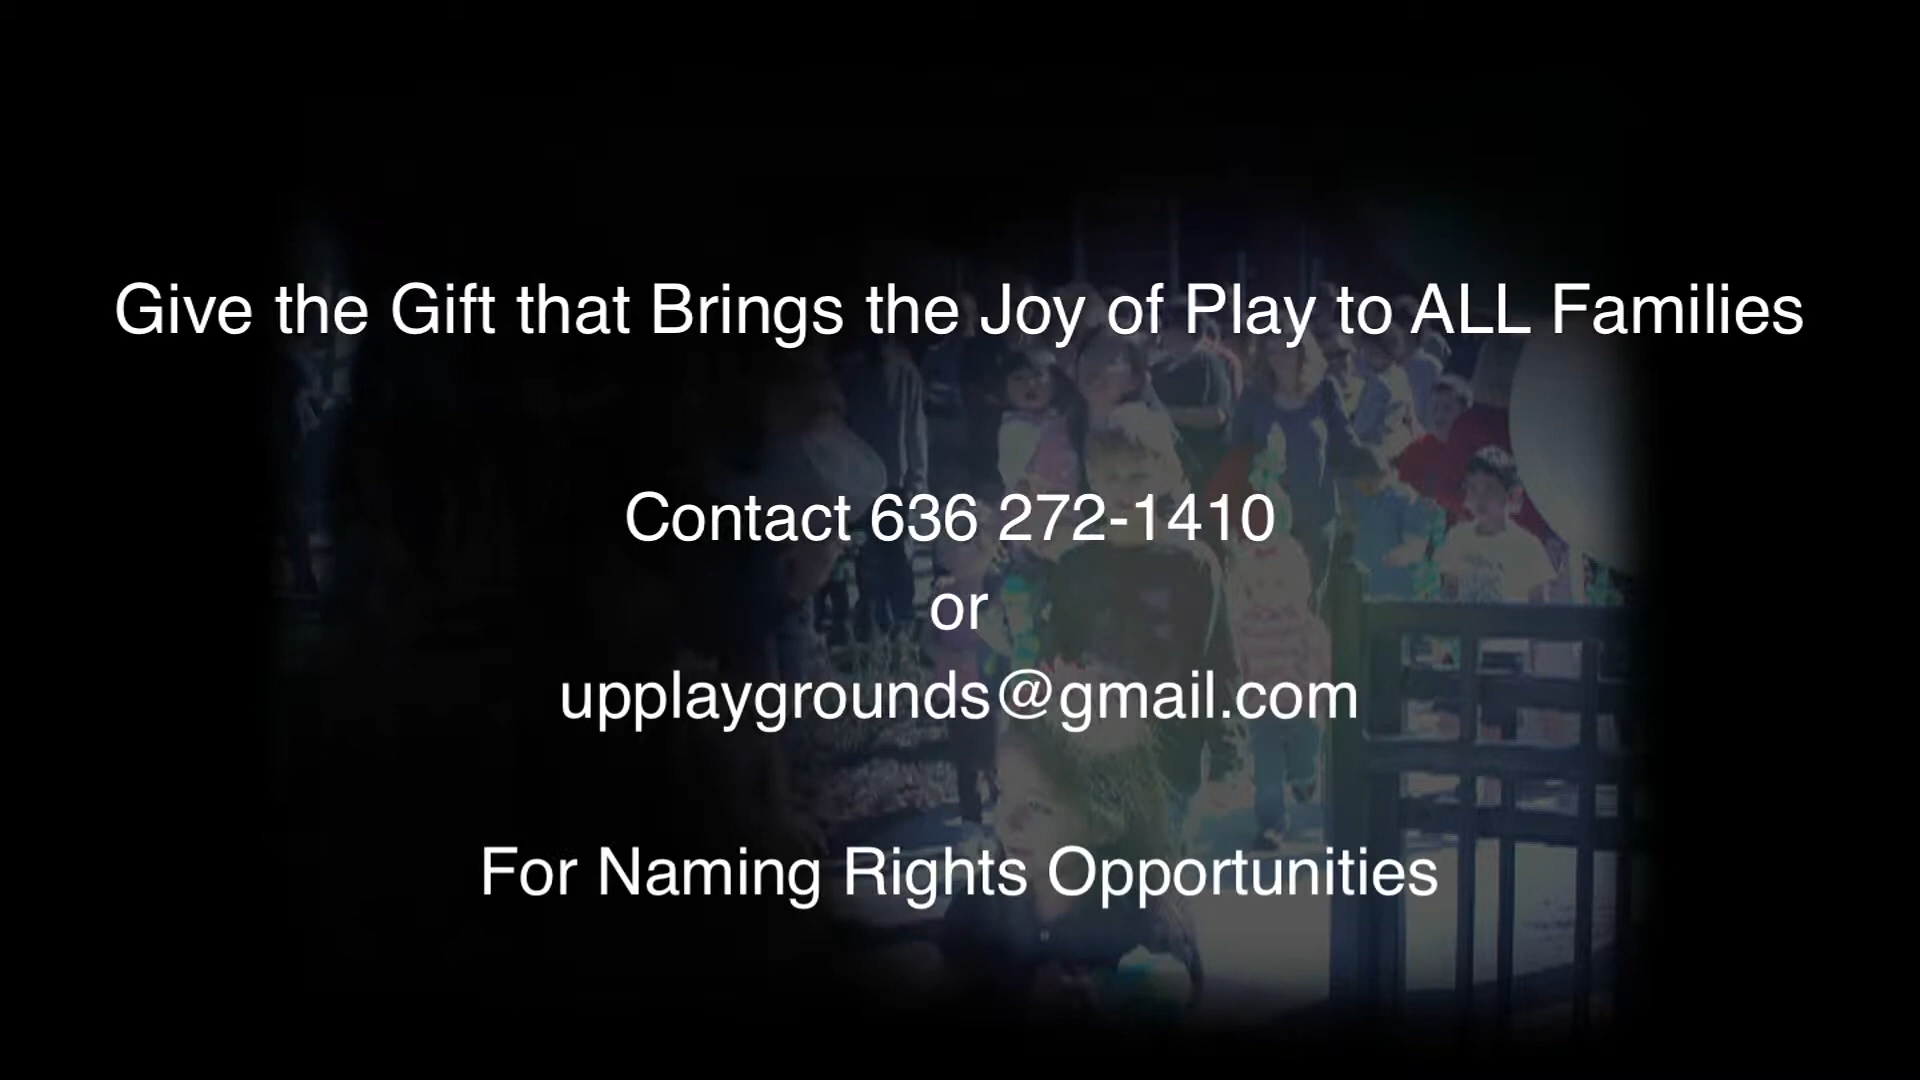 Give the Gift that Brings the Joy of Play to ALL Families
Contact 636 272-1410
or
upplaygrounds@gmail.com
For Naming Rights Opportunities